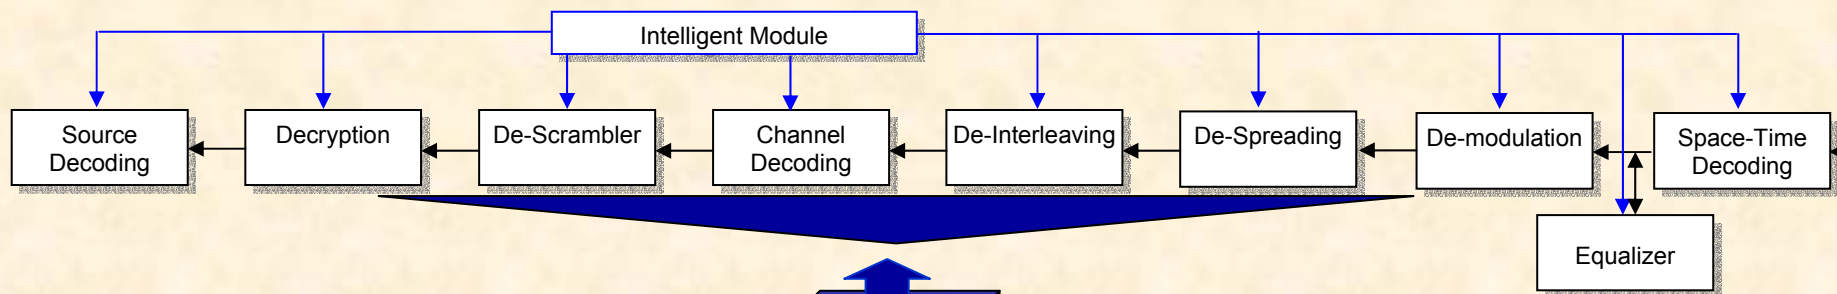 Intelligent Module
Source
Decoding
Decryption
De-Scrambler
Channel
Decoding
De-Interleaving
De-Spreading
De-modulation
Space-Time
Decoding
Equalizer